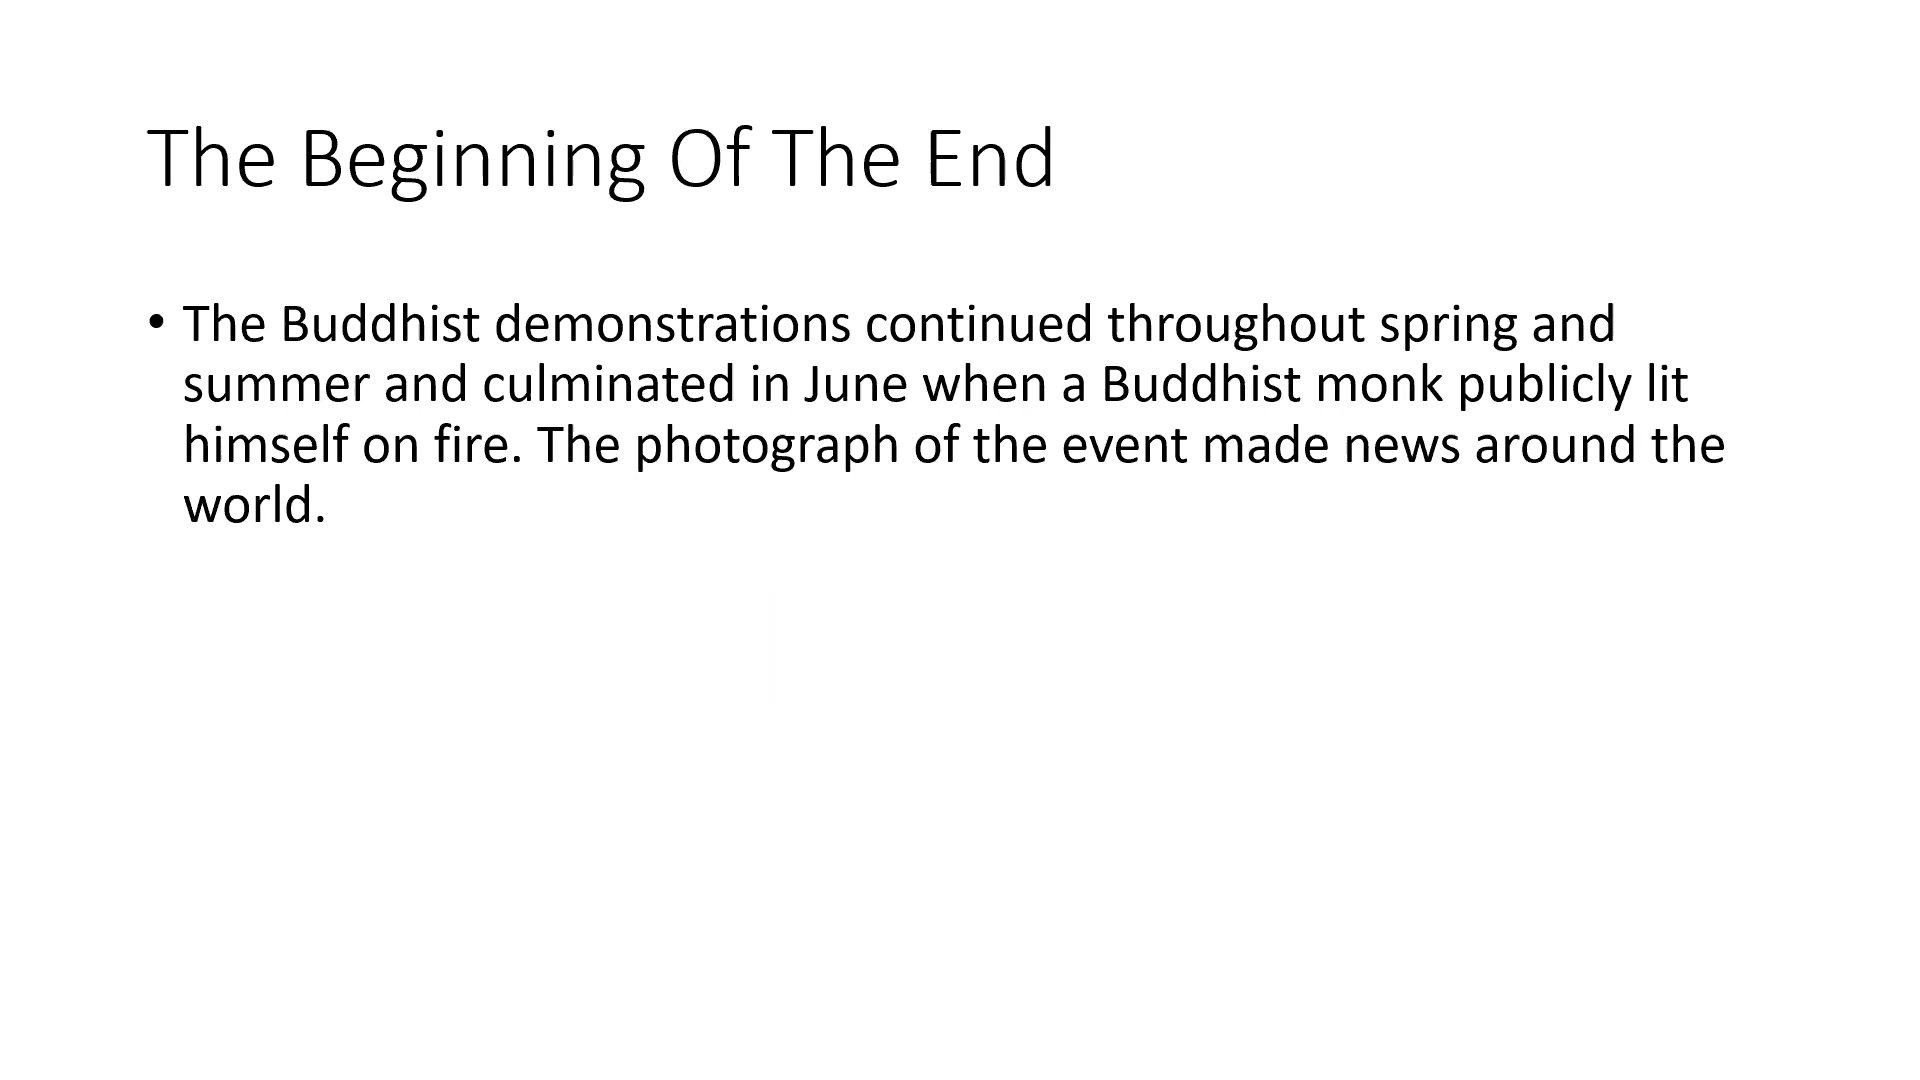 The Beginning Of The End
• The Buddhist demonstrations continued throughout spring and
summer and culminated in June when a Buddhist monk publicly lit
himself on fire. The photograph of the event made news around the
world.